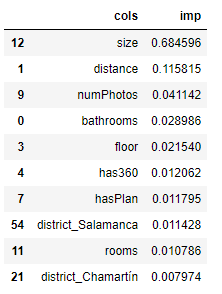 cols imp
12 size 0.684596
1 distance 0.115815
9 numPhotos 0.041142
0 bathrooms 0.028986
3 floor 0.021540
4 has360 0.012062
7 hasPlan 0.011795
54 district_Salamanca 0.011428
11 rooms 0.010786
21 district_Chamartín 0.007974